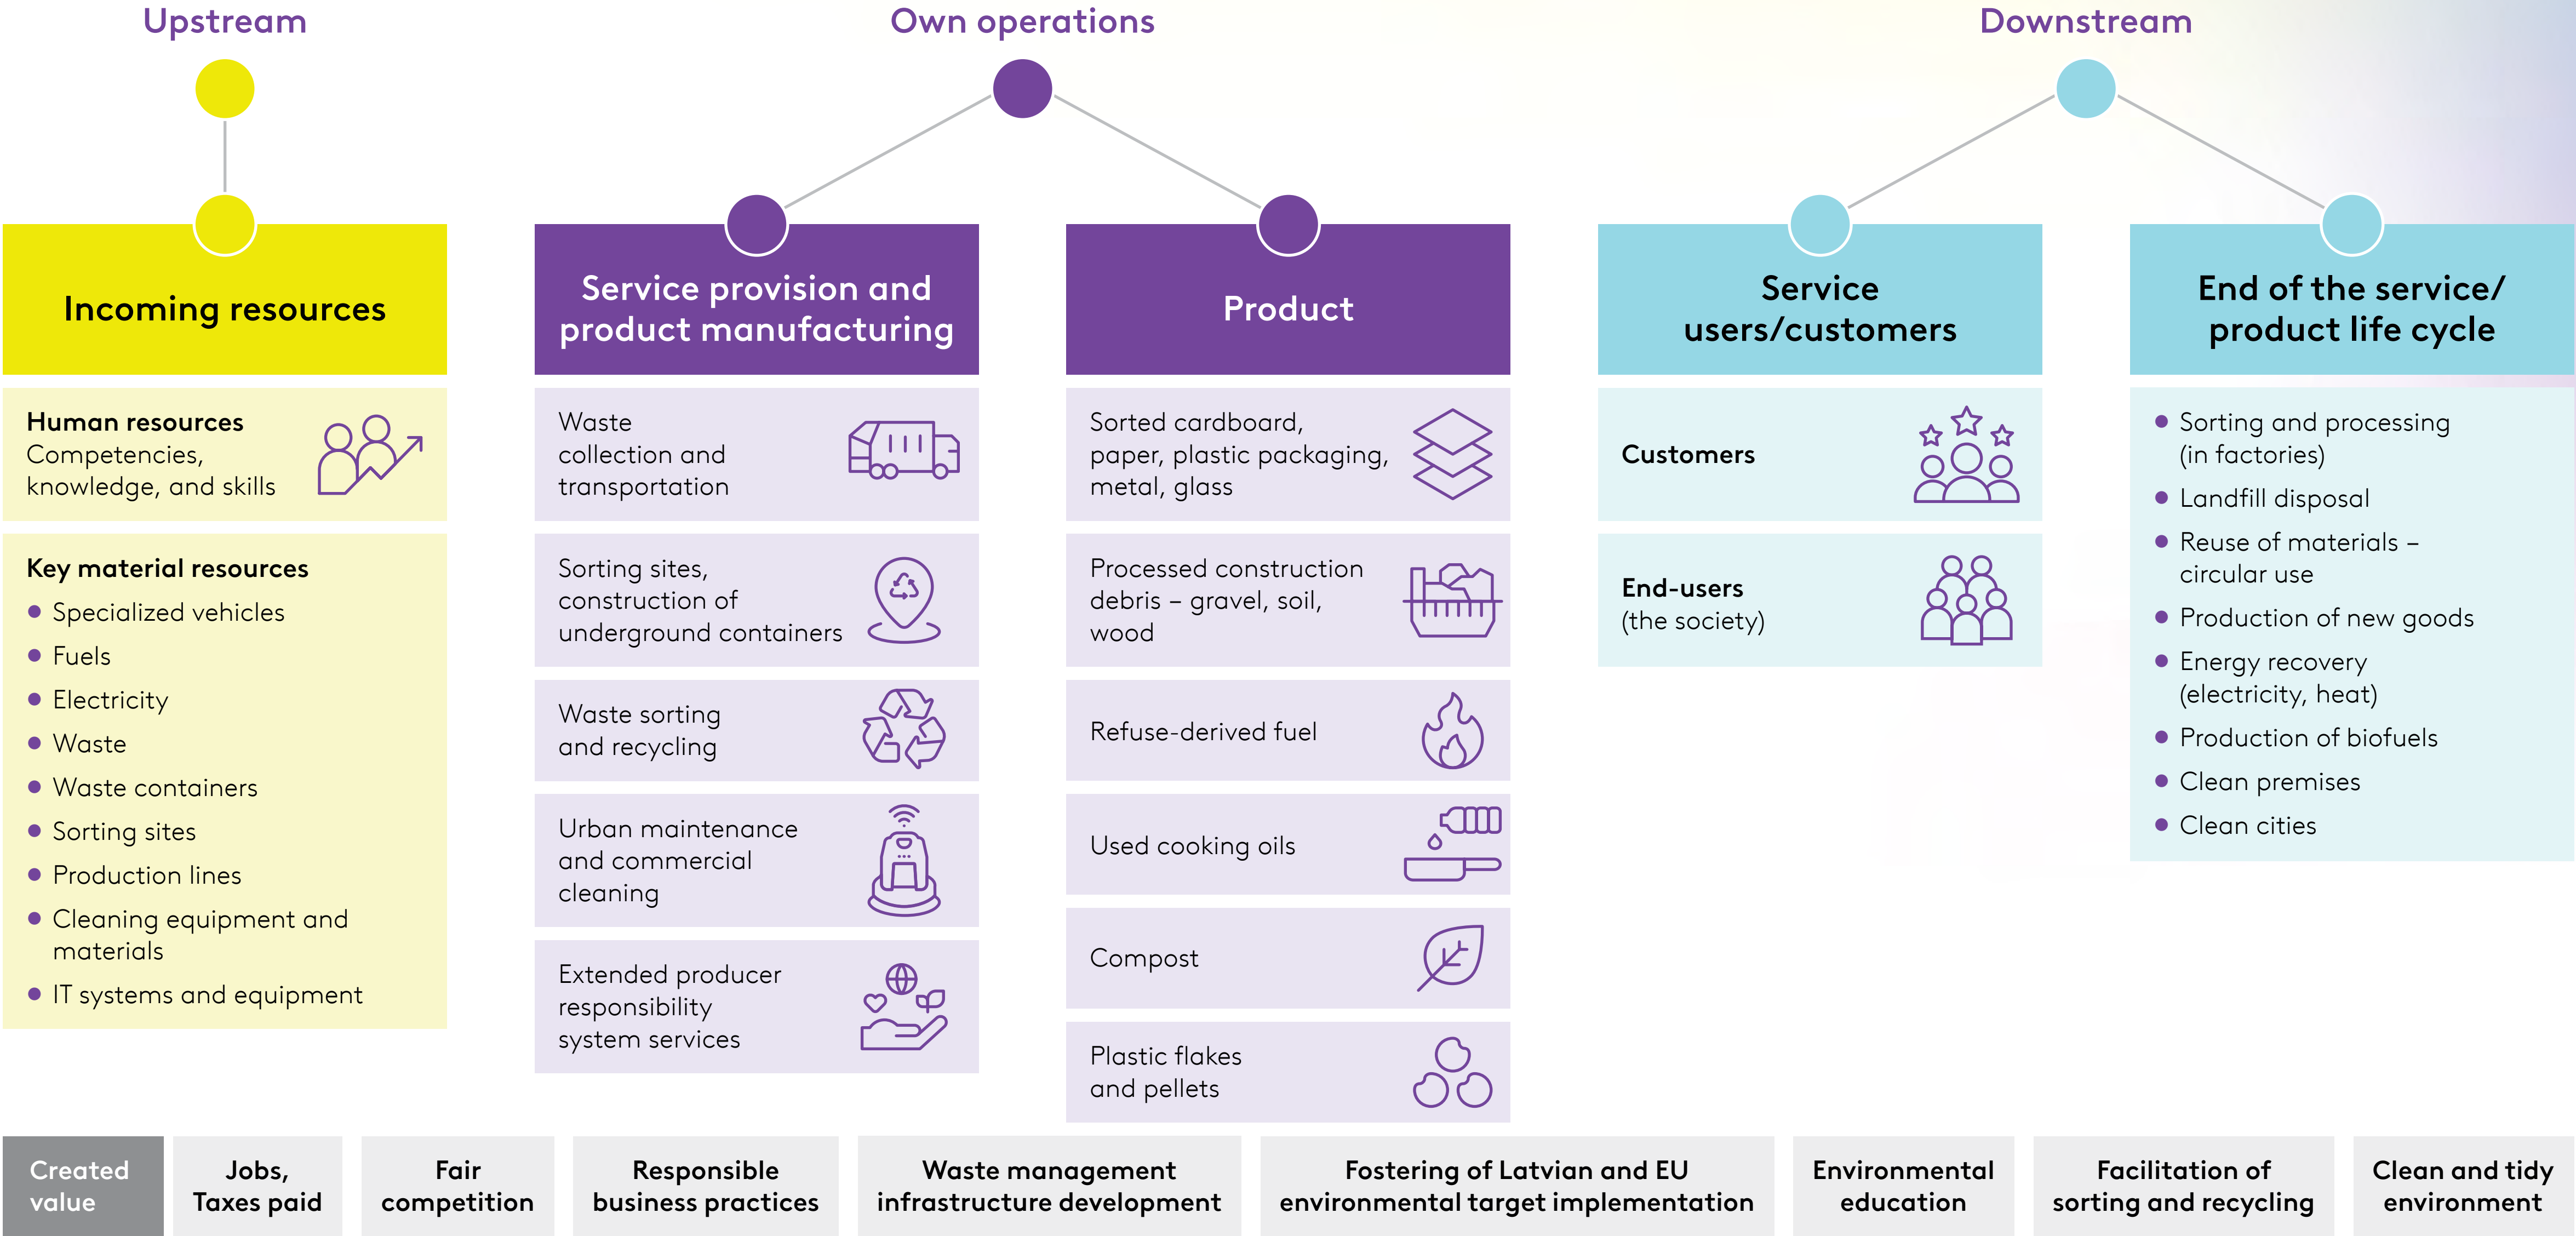 Upstream
Own operations
Downstream
Incoming resources
Human resources
Competencies,
knowledge, and skills
Key material resources
Specialized vehicles
Fuels
Electricity
Waste
Waste containers
Sorting sites
Production lines
Cleaning equipment and
materials
IT systems and equipment
Service provision and
product manufacturing
Waste
collection and
transportation
Sorting sites,
construction of
underground containers
Waste sorting
and recycling
Urban maintenance
and commercial
cleaning
Extended producer
responsibility
system services
Product
Sorted cardboard,
paper, plastic packaging,
metal, glass
Processed construction
debris – gravel, soil,
wood
Refuse-derived fuel
Used cooking oils
Compost
Plastic flakes
and pellets
Service
users/customers
Customers
End-users
(the society)
End of the service/
product life cycle
Sorting and processing
(in factories)
Landfill disposal
Reuse of materials –
circular use
Production of new goods
Energy recovery
(electricity, heat)
Production of biofuels
Clean premises
Clean cities
Created
value
Jobs,
Taxes paid
Fair
competition
Responsible
business practices
Waste management
infrastructure development
Fostering of Latvian and EU
environmental target implementation
Environmental
education
Facilitation of
sorting and recycling
Clean and tidy
environment